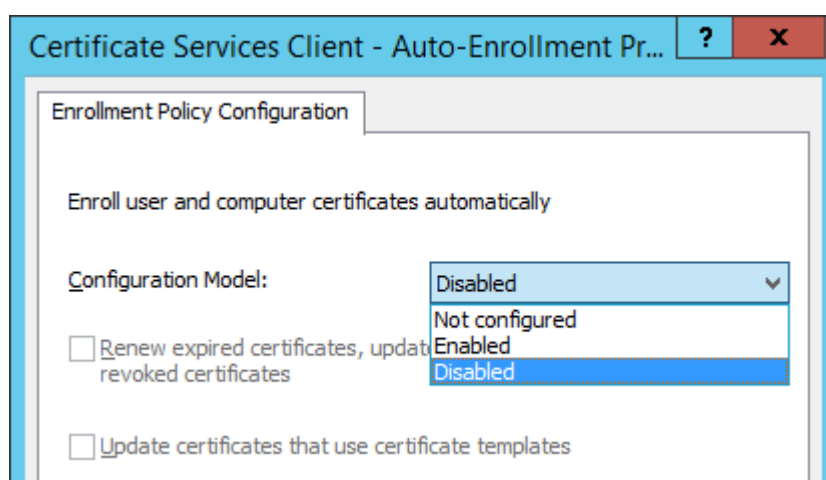 Certificate Services Client - Auto-Enrollment Pr... ? x
Enrollment Policy Configuration
Enroll user and computer certificates automatically
Configuration Model: Disabled
Not configured
Renew expired certificates, updat Enabled
revoked certificates Disabled
Update certificates that use certificate templates